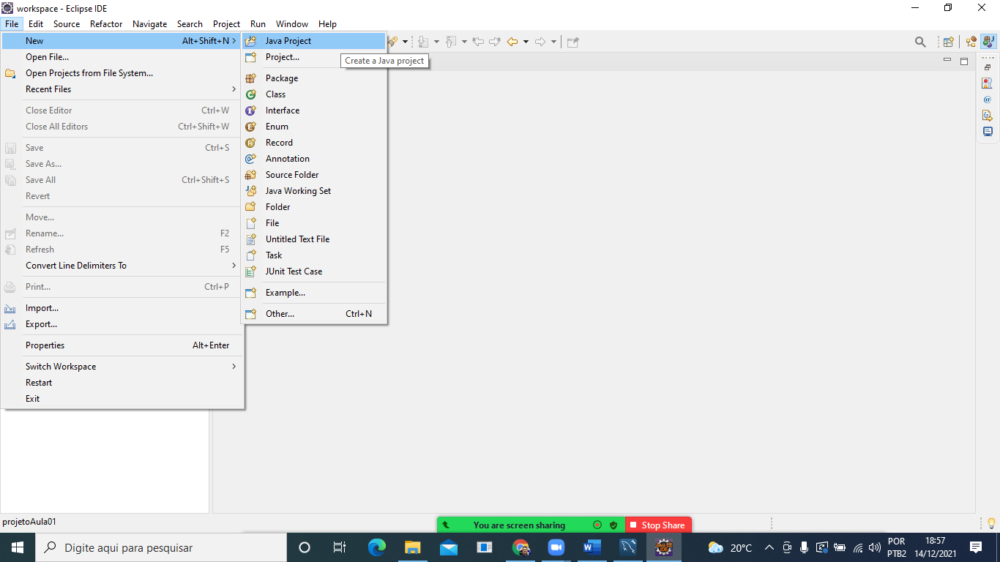 workspace - Eclipse IDE
File Edit Source Refactor Navigate Search Project Run Window Help
New Alt+Shift+N
Open File...
Open Projects from File System...
Recent Files
Close Editor Ctrl+W
Close All Editors Ctrl+Shift+W
Save Ctrl+S
Save As...
Save All Ctrl+Shift+S
Revert
Move...
Rename... F2
Refresh F5
Convert Line Delimiters To
Print... Ctrl+P
Import...
Export...
Properties Alt+Enter
Switch Workspace
Restart
Exit
Java Project
Project...
Create a Java project
Package
Class
Interface
Enum
Record
Annotation
Source Folder
Java Working Set
Folder
File
Untitled Text File
Task
JUnit Test Case
Example...
Other... Ctrl+N
projetoAula01
You are screen sharing Stop Share
Digite aqui para pesquisar
20°C
POR
PTB2
18:57
14/12/2021